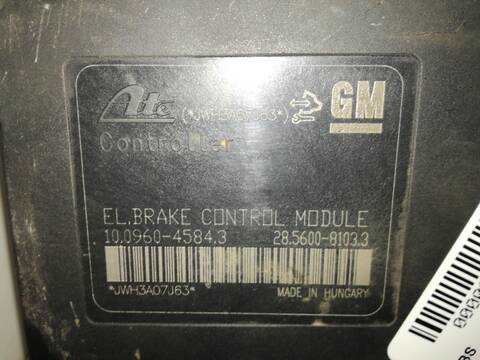 Ate (*JWH3A07J63*) GM
Controller
EL.BRAKE CONTROL MODULE
10.0960-4584.3 28.5600-8103.3
*JWH3A07J63* MADE IN HUNGARY